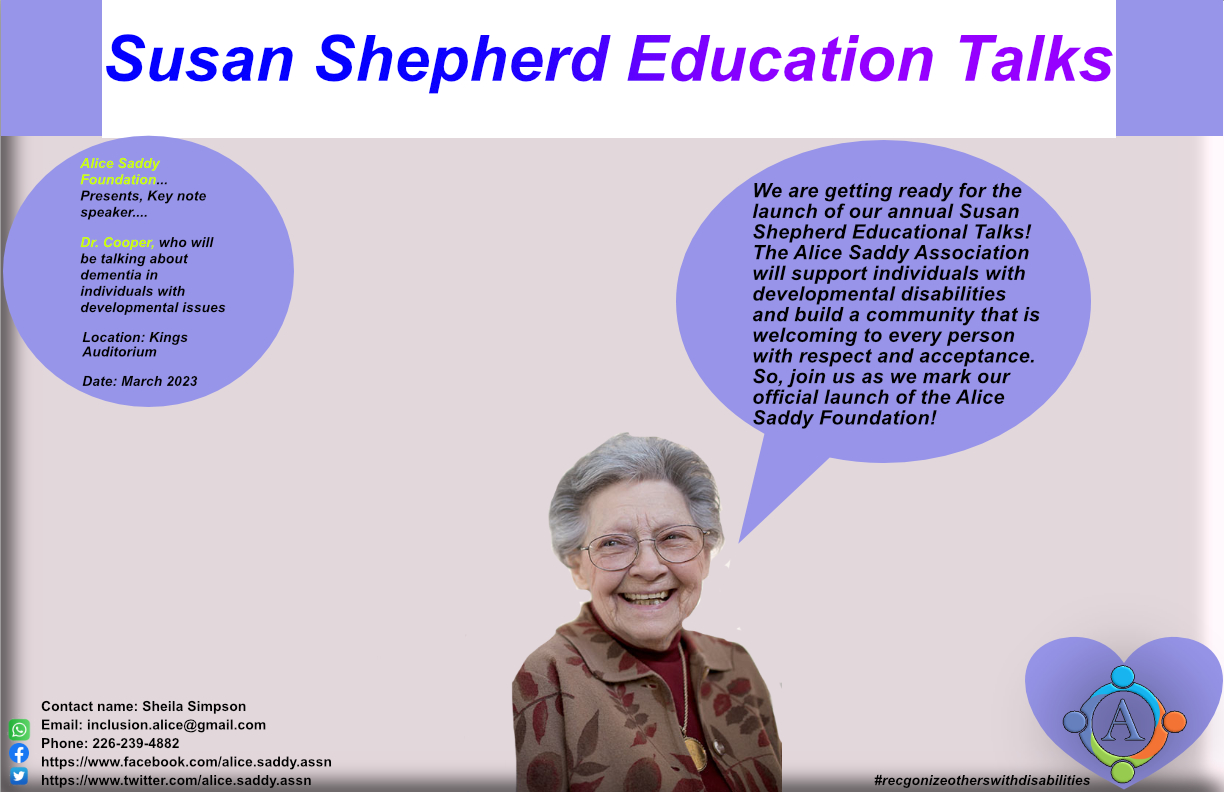 Susan Shepherd Education Talks
Alice Saddy
Foundation...
Presents, Key note
speaker....
Dr. Cooper, who will
be talking about
dementia in
individuals with
developmental issues
Location: Kings
Auditorium
Date: March 2023
We are getting ready for the
launch of our annual Susan
Shepherd Educational Talks!
The Alice Saddy Association
will support individuals with
developmental disabilities
and build a community that is
welcoming to every person
with respect and acceptance.
So, join us as we mark our
official launch of the Alice
Saddy Foundation!
Contact name: Sheila Simpson
Email: inclusion.alice@gmail.com
Phone: 226-239-4882
https://www.facebook.com/alice.saddy.assn
https://www.twitter.com/alice.saddy.assn
#recgonizeotherswithdisabilities
A